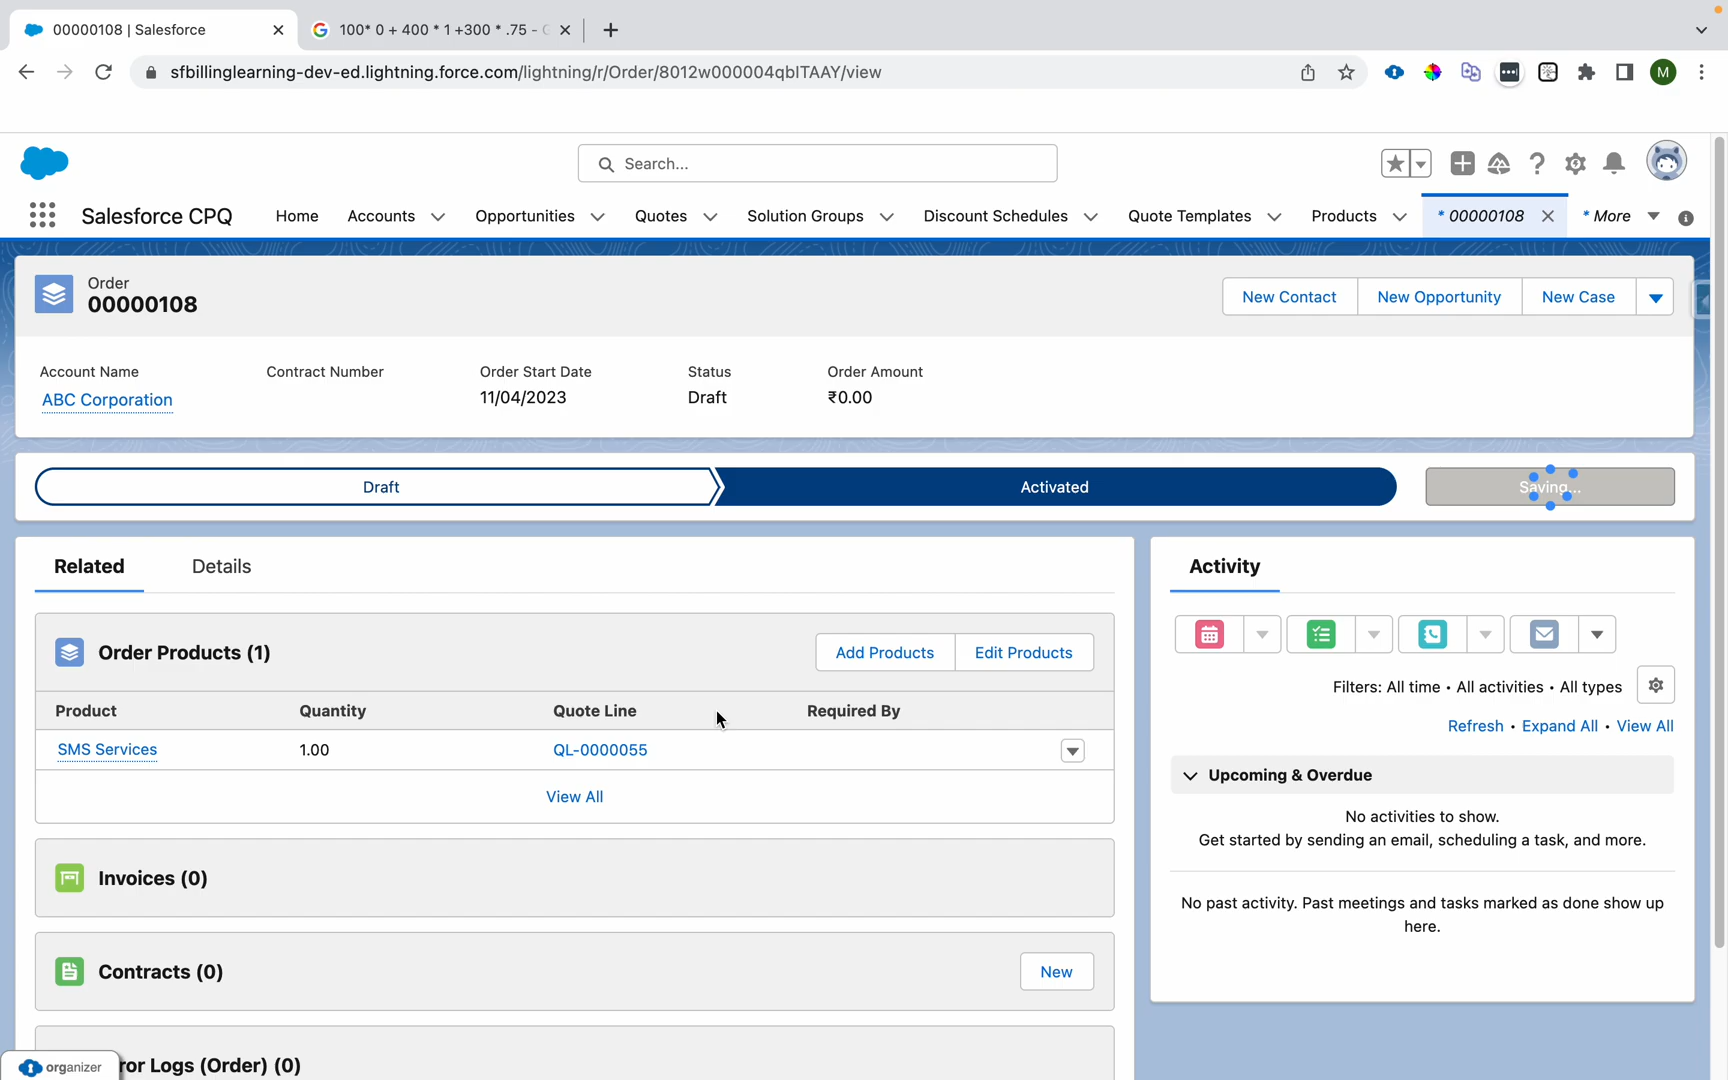 00000108 | Salesforce
100* 0 + 400 * 1 +300 * .75 -
sfbillinglearning-dev-ed.lightning.force.com/lightning/r/Order/8012w000004qbITAAY/view
M
Search...
Salesforce CPQ
Home
Accounts
Opportunities
Quotes
Solution Groups
Discount Schedules
Quote Templates
Products
* 00000108
* More
Order
00000108
New Contact
New Opportunity
New Case
Account Name
Contract Number
Order Start Date
Status
Order Amount
ABC Corporation
11/04/2023
Draft
₹0.00
Draft
Activated
Saving...
Related
Details
Order Products (1)
Add Products
Edit Products
Product
Quantity
Quote Line
Required By
SMS Services
1.00
QL-0000055
View All
Invoices (0)
Contracts (0)
New
ror Logs (Order) (0)
organizer
Activity
Filters: All time • All activities • All types
Refresh • Expand All • View All
Upcoming & Overdue
No activities to show.
Get started by sending an email, scheduling a task, and more.
No past activity. Past meetings and tasks marked as done show up
here.